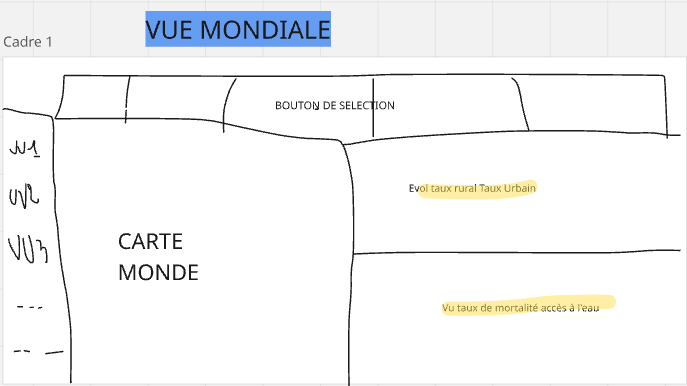 VUE MONDIALE
Cadre 1
BOUTON DE SELECTION
VU1
VU2
VU3
Evol taux rural Taux Urbain
CARTE
MONDE
Vu taux de mortalité accès à l'eau